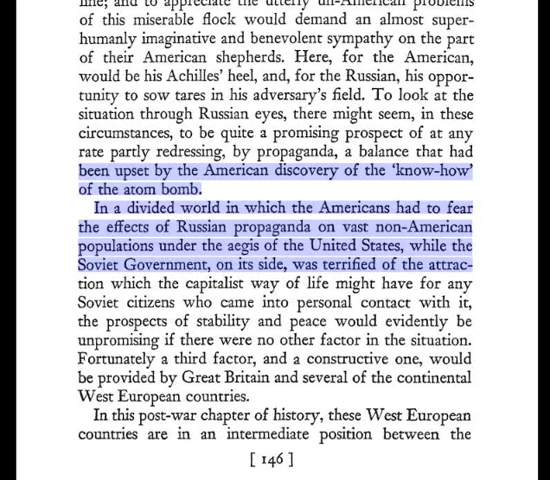 line; and to appreciate the utterly un-American problems
of this miserable flock would demand an almost super-
humanly imaginative and benevolent sympathy on the part
of their American shepherds. Here, for the American,
would be his Achilles' heel, and, for the Russian, his oppor-
tunity to sow tares in his adversary's field. To look at the
situation through Russian eyes, there might seem, in these
circumstances, to be quite a promising prospect of at any
rate partly redressing, by propaganda, a balance that had
been upset by the American discovery of the 'know-how'
of the atom bomb.
In a divided world in which the Americans had to fear
the effects of Russian propaganda on vast non-American
populations under the aegis of the United States, while the
Soviet Government, on its side, was terrified of the attrac-
tion which the capitalist way of life might have for any
Soviet citizens who came into personal contact with it,
the prospects of stability and peace would evidently be
unpromising if there were no other factor in the situation.
Fortunately a third factor, and a constructive one, would
be provided by Great Britain and several of the continental
West European countries.
In this post-war chapter of history, these West European
countries are in an intermediate position between the
[ 146 ]